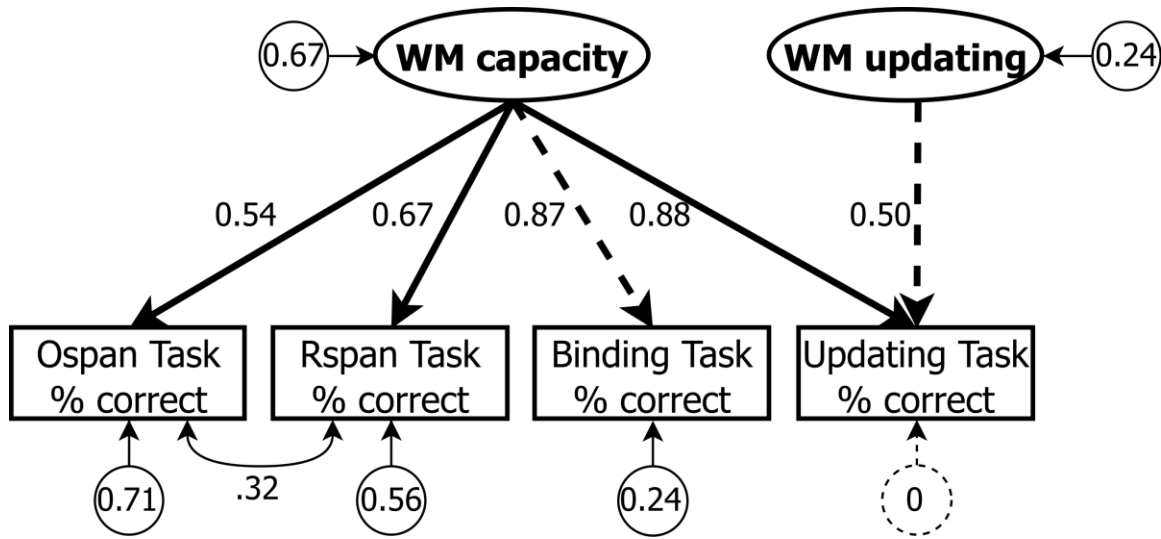 0.67
WM capacity
WM updating
0.24
0.54
0.67
0.87
0.88
0.50
Ospan Task
% correct
Rspan Task
% correct
Binding Task
% correct
Updating Task
% correct
0.71
.32
0.56
0.24
0